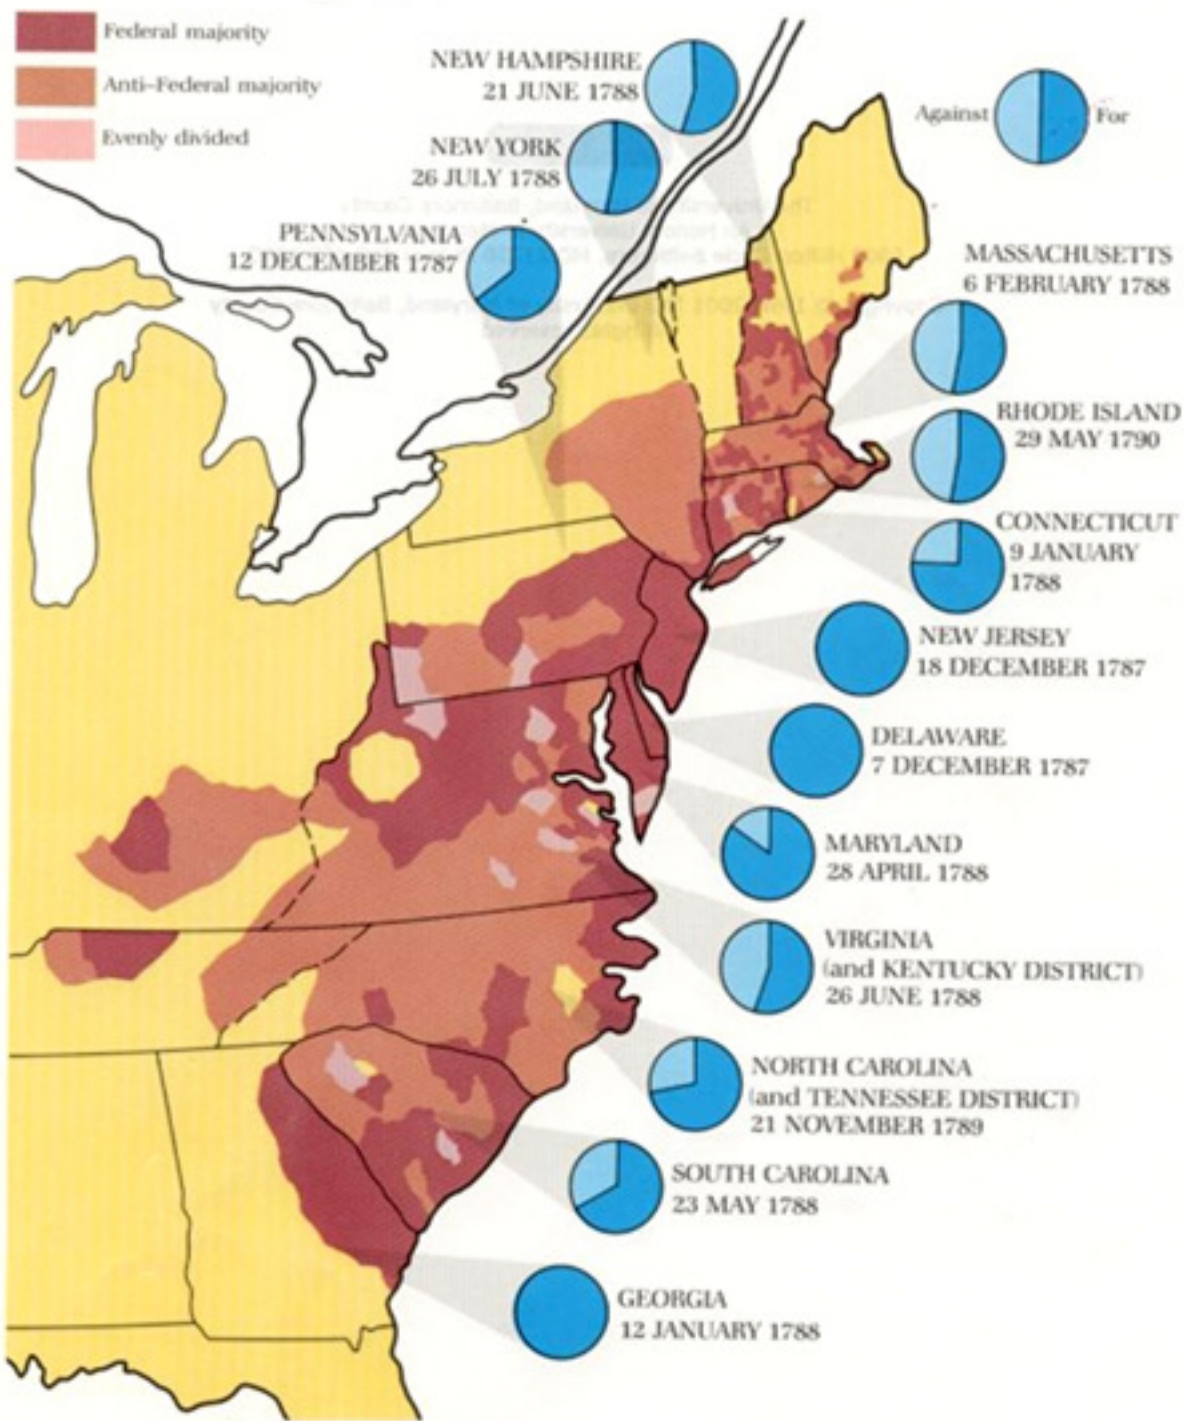 Federal majority
Anti-Federal majority
Evenly divided
NEW HAMPSHIRE
21 JUNE 1788
Against
For
NEW YORK
26 JULY 1788
PENNSYLVANIA
12 DECEMBER 1787
MASSACHUSETTS
6 FEBRUARY 1788
RHODE ISLAND
29 MAY 1790
CONNECTICUT
9 JANUARY
1788
NEW JERSEY
18 DECEMBER 1787
DELAWARE
7 DECEMBER 1787
MARYLAND
28 APRIL 1788
VIRGINIA
(and KENTUCKY DISTRICT)
26 JUNE 1788
NORTH CAROLINA
(and TENNESSEE DISTRICT)
21 NOVEMBER 1789
SOUTH CAROLINA
23 MAY 1788
GEORGIA
12 JANUARY 1788